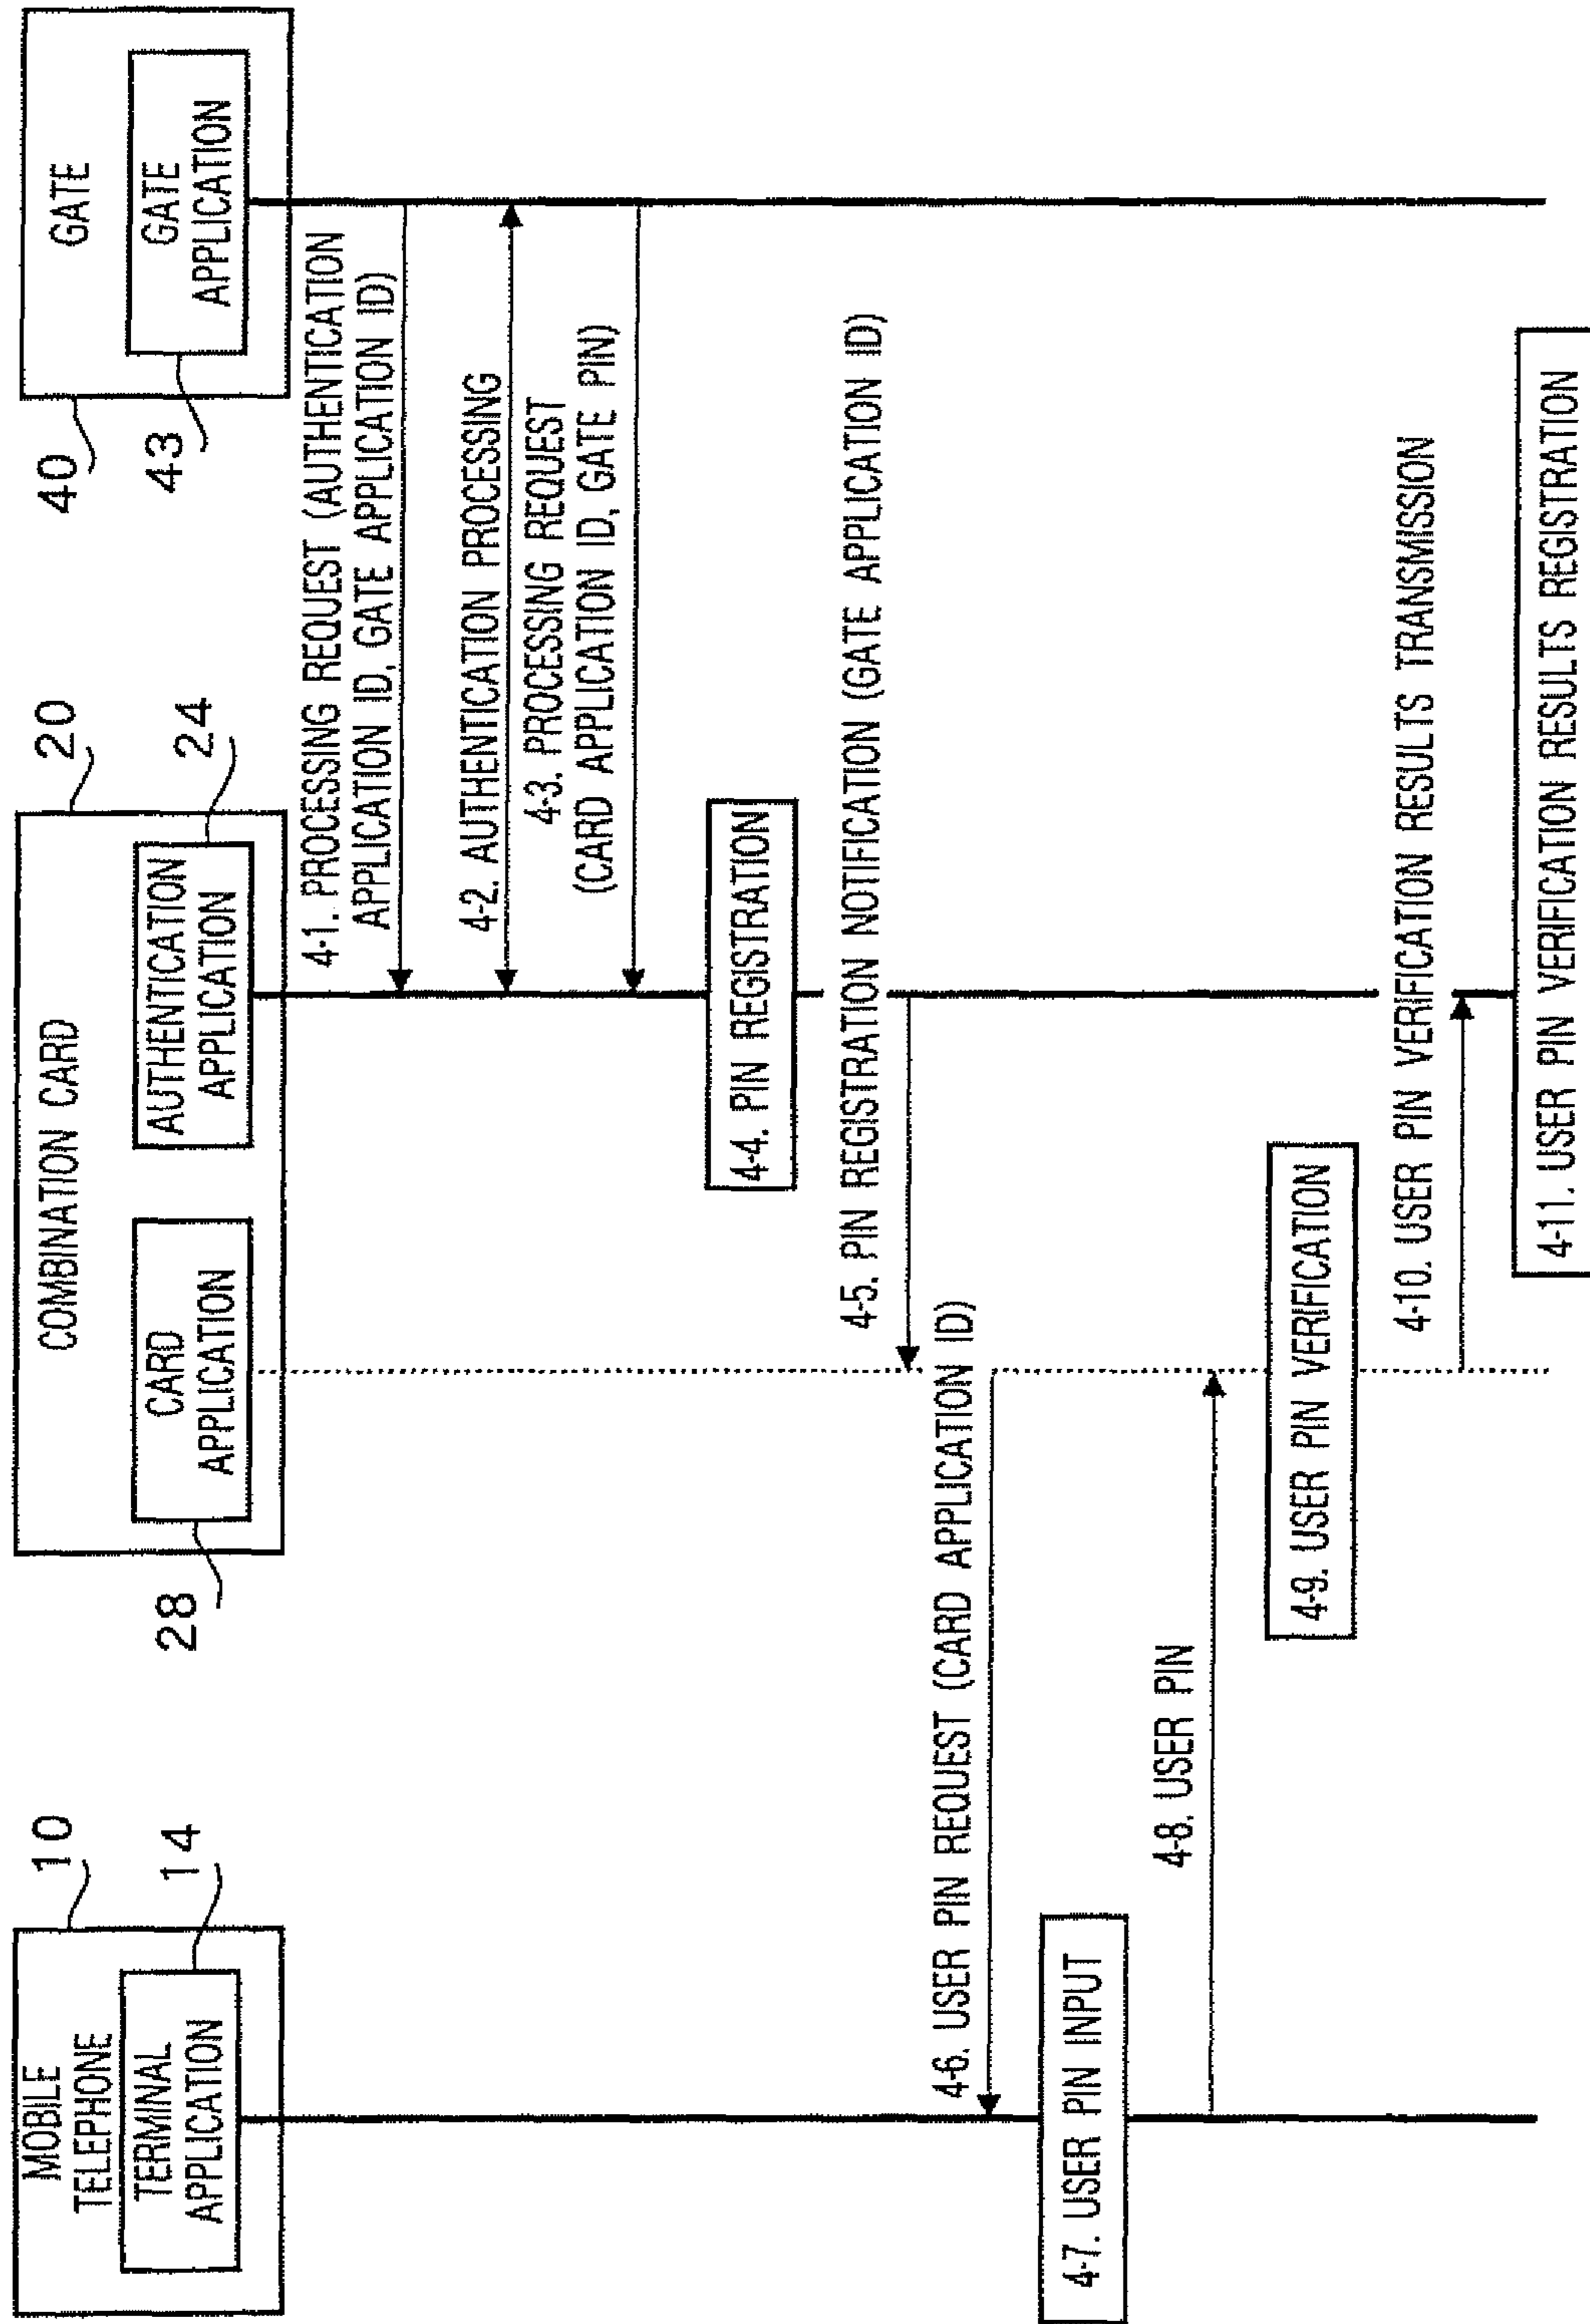 MOBILE
TELEPHONE
10
TERMINAL
APPLICATION
14
COMBINATION CARD
20
CARD
APPLICATION
28
AUTHENTICATION
APPLICATION
24
GATE
40
GATE
APPLICATION
43
4-1. PROCESSING REQUEST (AUTHENTICATION
APPLICATION ID, GATE APPLICATION ID)
4-2. AUTHENTICATION PROCESSING
4-3. PROCESSING REQUEST
(CARD APPLICATION ID, GATE PIN)
4-4. PIN REGISTRATION
4-5. PIN REGISTRATION NOTIFICATION (GATE APPLICATION ID)
4-6. USER PIN REQUEST (CARD APPLICATION ID)
4-7. USER PIN INPUT
4-8. USER PIN
4-9. USER PIN VERIFICATION
4-10. USER PIN VERIFICATION RESULTS TRANSMISSION
4-11. USER PIN VERIFICATION RESULTS REGISTRATION